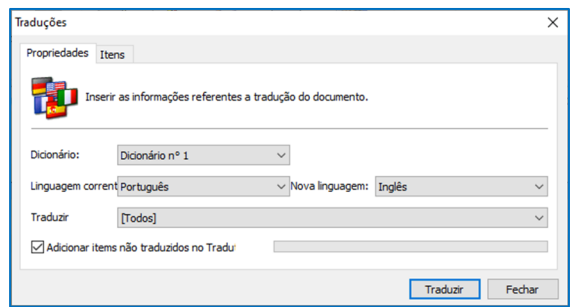 Traduções
Propriedades Itens
Inserir as informações referentes a tradução do documento.
Dicionário: Dicionário nº 1
Linguagem corrent Português Nova linguagem: Inglês
Traduzir [Todos]
Adicionar items não traduzidos no Tradu
Traduzir Fechar